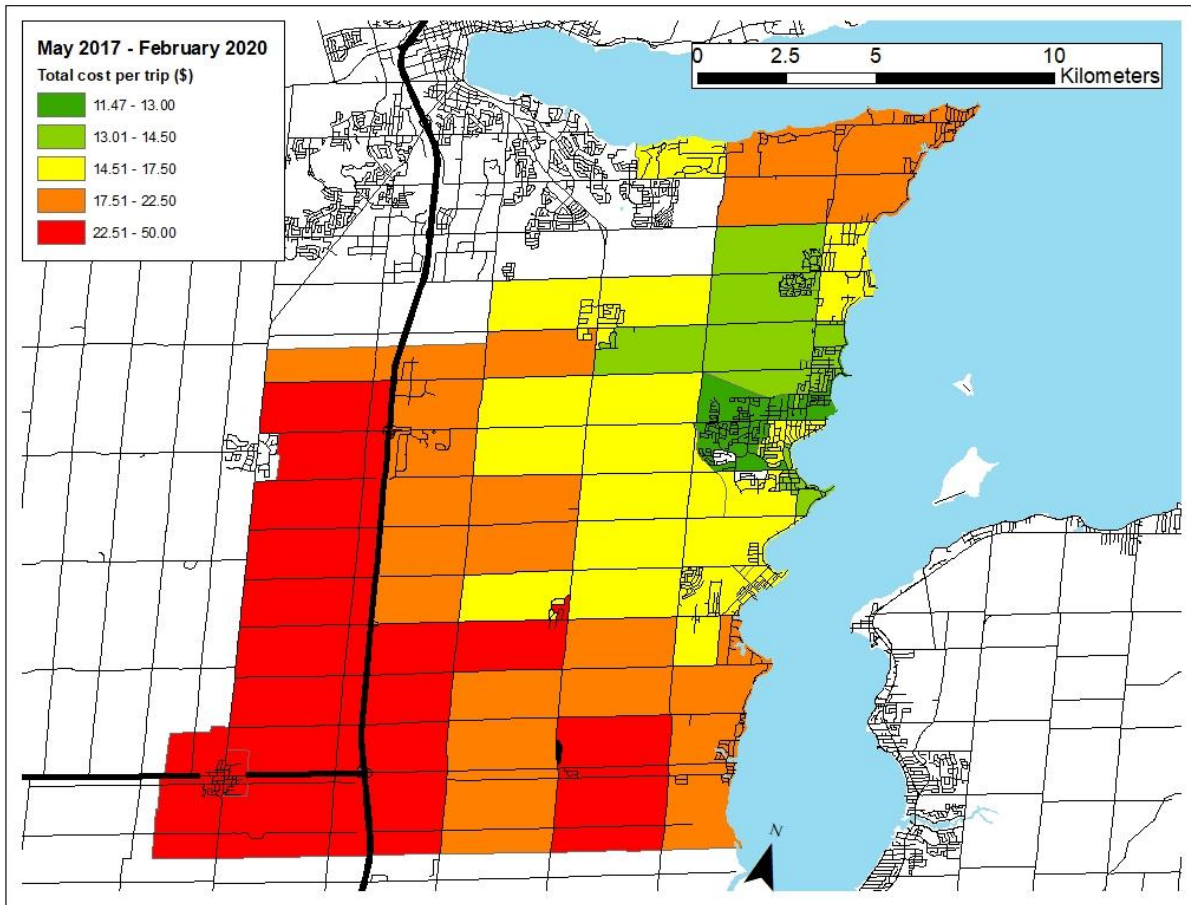 May 2017 - February 2020
Total cost per trip ($)
11.47 - 13.00
13.01 - 14.50
14.51 - 17.50
17.51 - 22.50
22.51 - 50.00
0 2.5 5 10
Kilometers
N